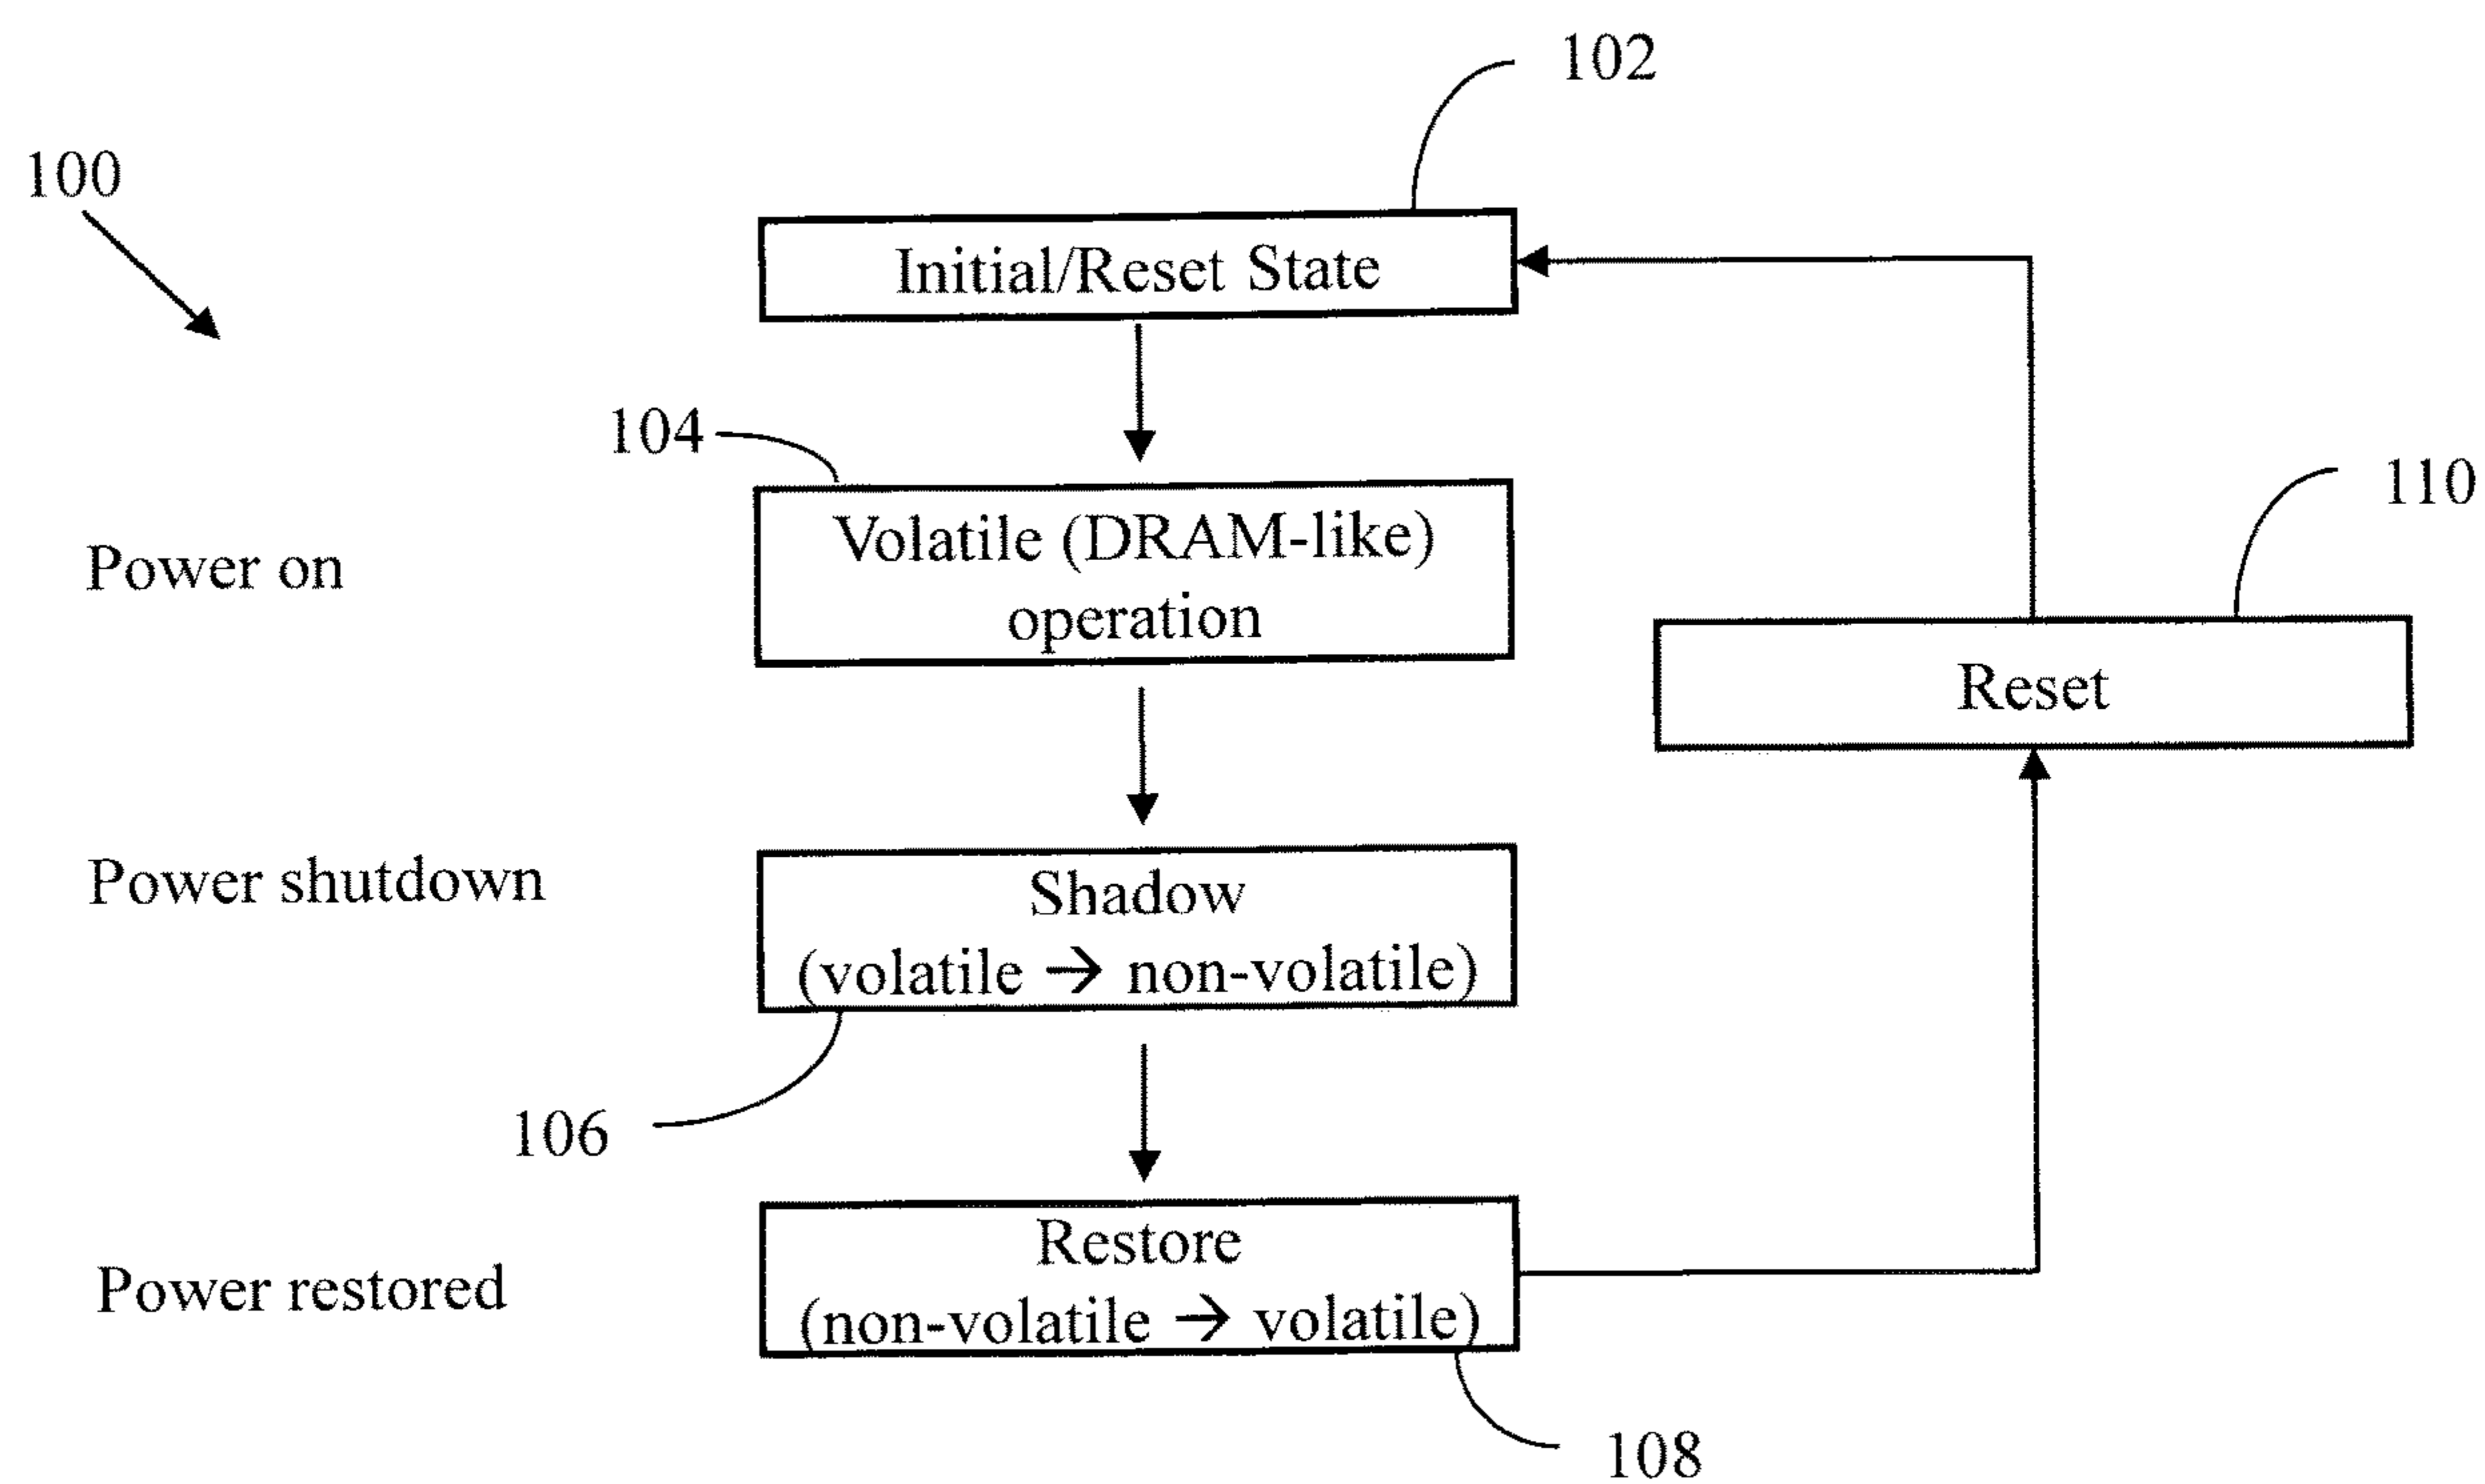 102
100
Initial/Reset State
104
Volatile (DRAM-like)
operation
Power on
110
Reset
Power shutdown
Shadow
(volatile → non-volatile)
106
Power restored
Restore
(non-volatile → volatile)
108